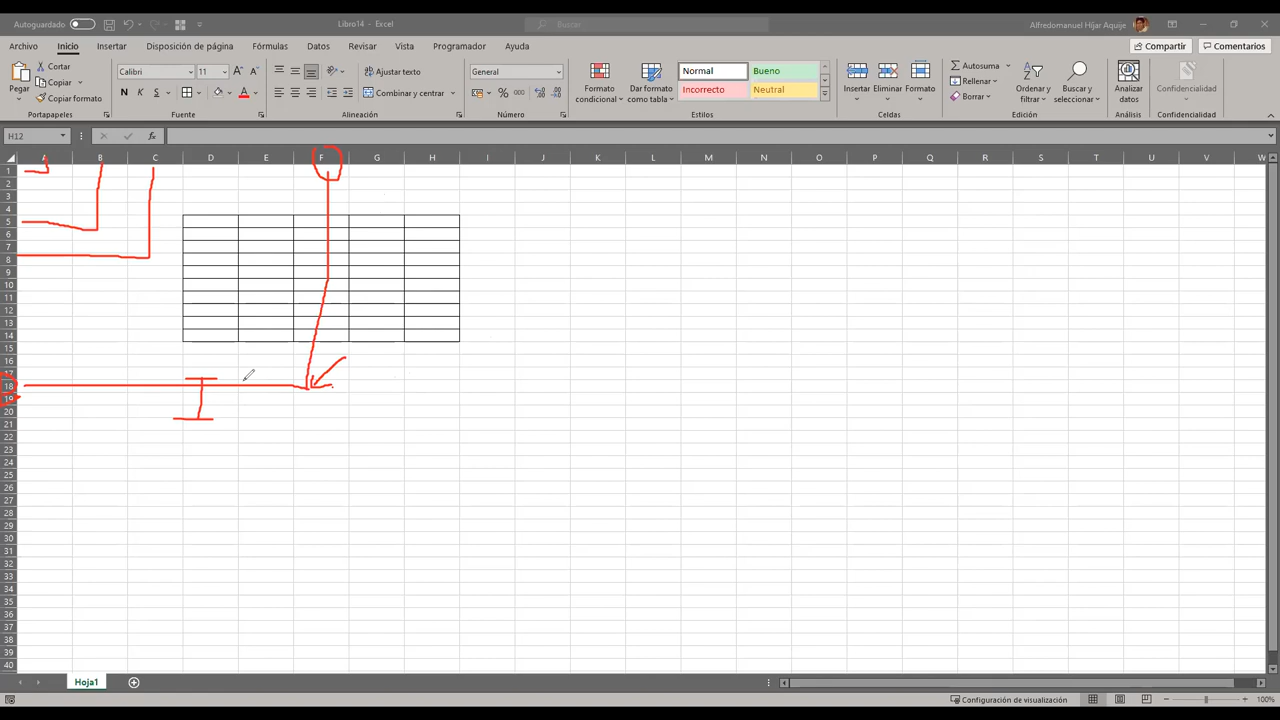 Autoguardado
Libro14 - Excel
Buscar
Alfredomanuel Híjar Aquije
Archivo Inicio Insertar Disposición de página Fórmulas Datos Revisar Vista Programador Ayuda
Compartir Comentarios
Pegar
Cortar
Copiar
Copiar formato
Portapapeles
Calibri 11
N K S
Fuente
Ajustar texto
Combinar y centrar
Alineación
General
% 000
Número
Formato condicional
Dar formato como tabla
Normal Bueno
Incorrecto Neutral
Estilos
Insertar Eliminar Formato
Celdas
Autosuma
Rellenar
Borrar
Ordenar y filtrar
Buscar y seleccionar
Edición
Analizar datos
Análisis
Confidencialidad
Confidencialidad
H12 fx
A B C D E F G H I J K L M N O P Q R S T U V W
1
2
3
4
5
6
7
8
9
10
11
12
13
14
15
16
17
18
19
20
21
22
23
24
25
26
27
28
29
30
31
32
33
34
35
36
37
38
39
40
Hoja1
Configuración de visualización 100%